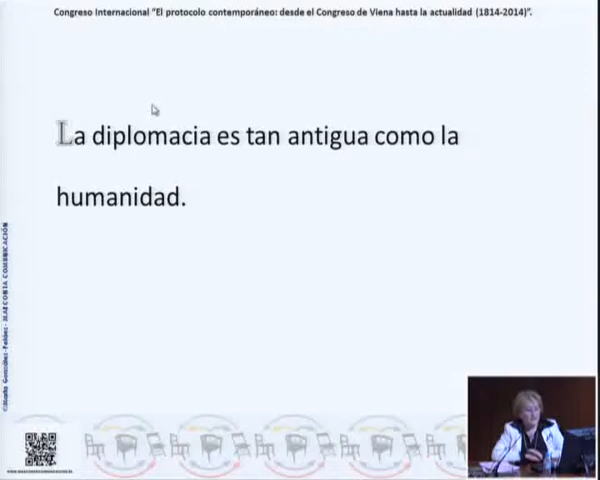 Congreso Internacional "El protocolo contemporáneo: desde el Congreso de Viena hasta la actualidad (1814-2014)".
La diplomacia es tan antigua como la
humanidad.